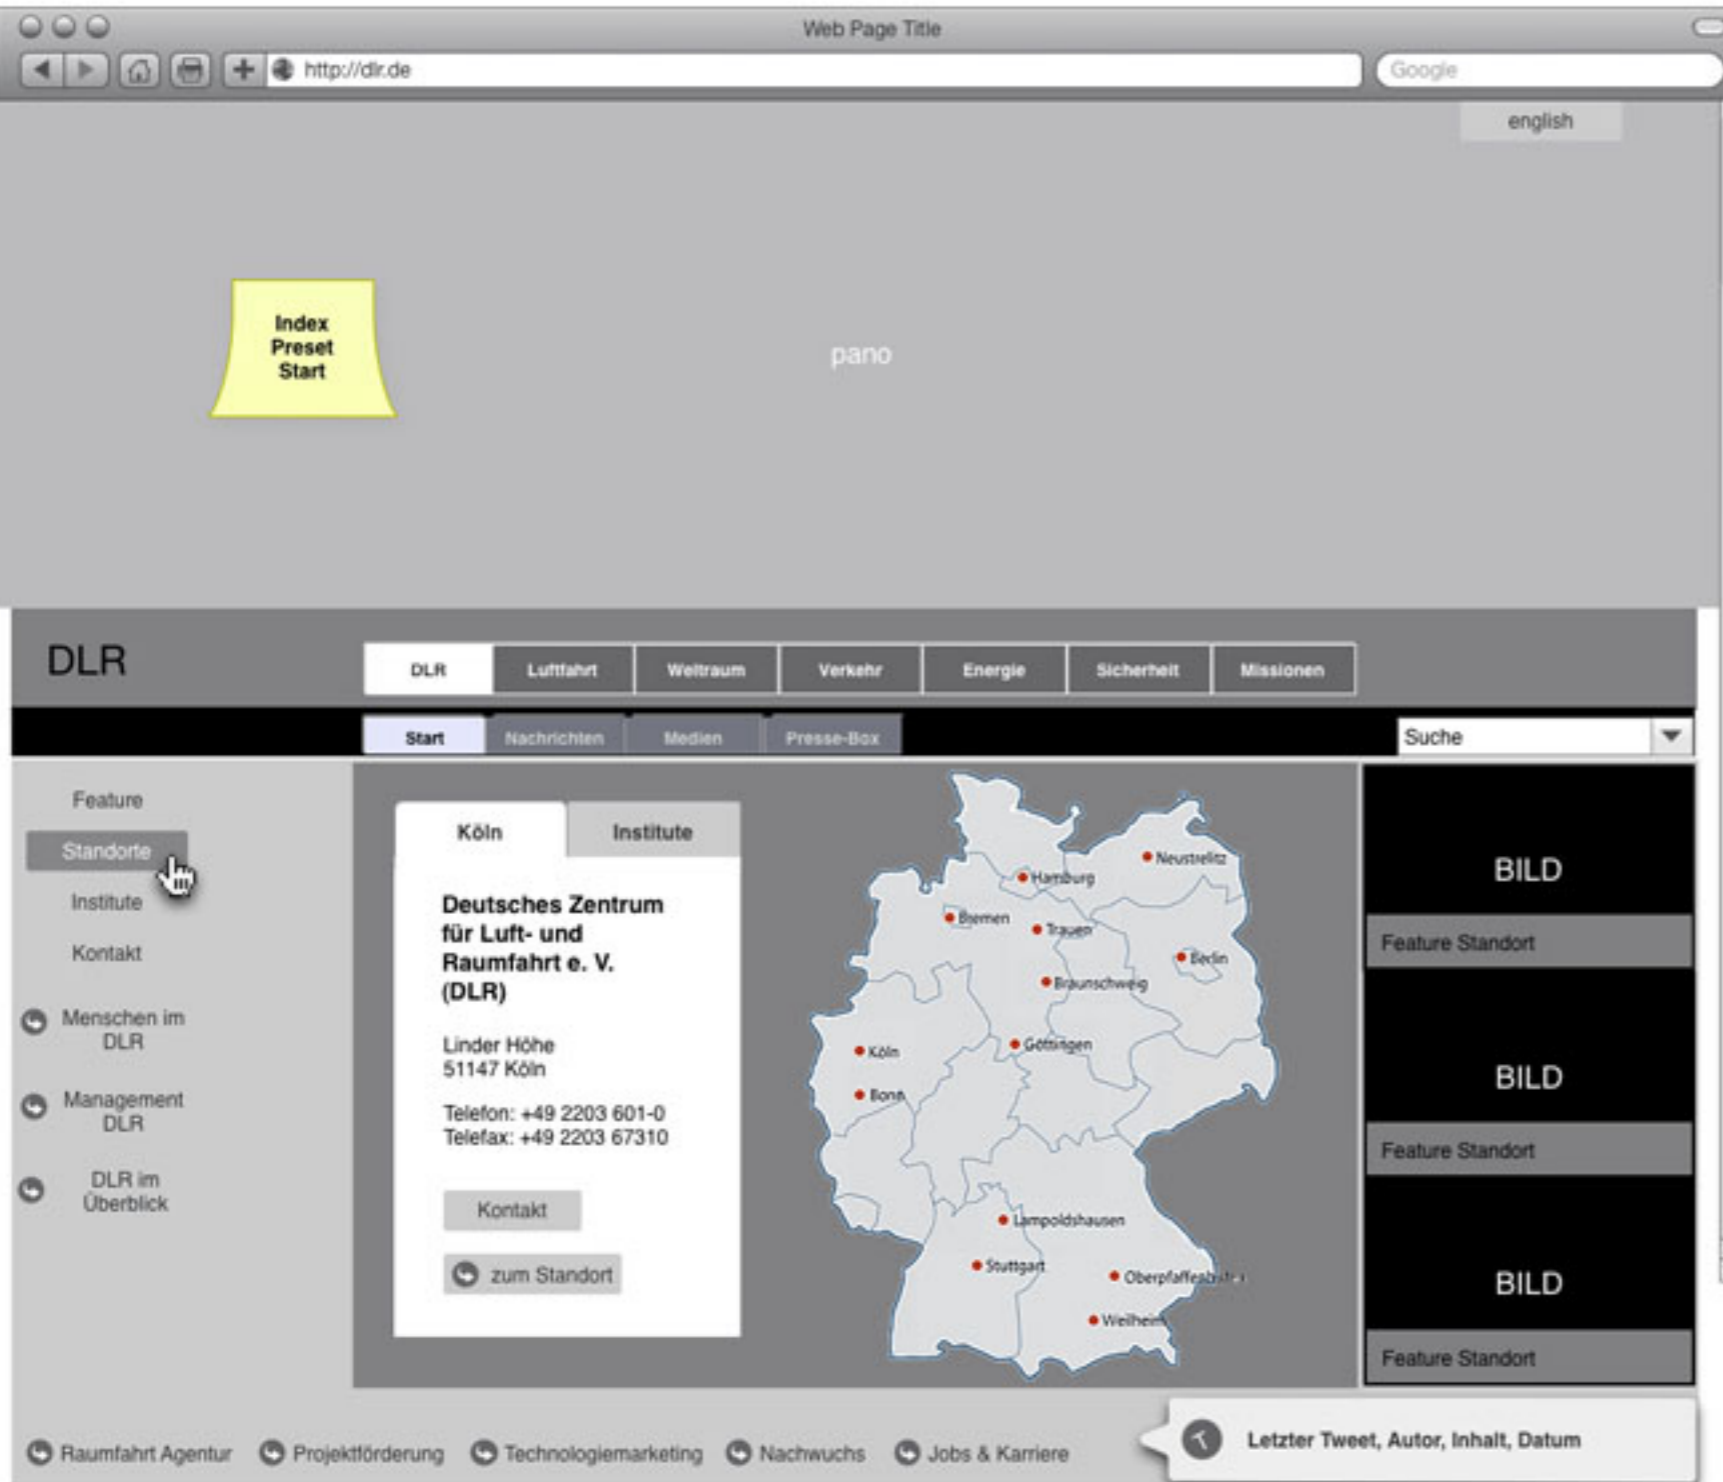 Web Page Title
http://dlr.de
Google
english
Index
Preset
Start
pano
DLR
DLR
Luftfahrt
Weltraum
Verkehr
Energie
Sicherheit
Missionen
Start
Nachrichten
Medien
Presse-Box
Suche
Feature
Standorte
Institute
Kontakt
Menschen im
DLR
Management
DLR
DLR im
Überblick
Köln
Institute
Deutsches Zentrum
für Luft- und
Raumfahrt e. V.
(DLR)
Linder Höhe
51147 Köln
Telefon: +49 2203 601-0
Telefax: +49 2203 67310
Kontakt
zum Standort
Neustrelitz
Hamburg
Bremen
Trauen
Berlin
Braunschweig
Göttingen
Köln
Bonn
Lampoldshausen
Stuttgart
Weilheim
BILD
Feature Standort
BILD
Feature Standort
BILD
Feature Standort
Raumfahrt Agentur
Projektförderung
Technologiemarketing
Nachwuchs
Jobs & Karriere
T
Letzter Tweet, Autor, Inhalt, Datum